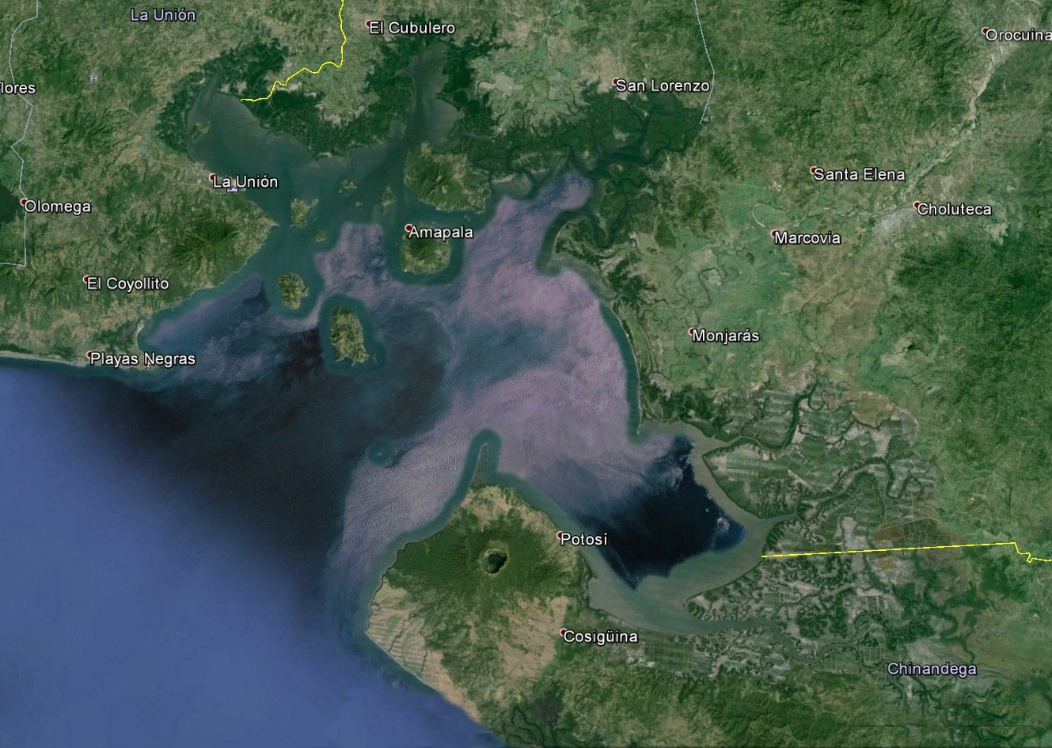 La Unión
El Cubulero
Orocuina
San Lorenzo
lores
Santa Elena
La Unión
Olomega
Choluteca
Amapala
Marcovia
El Coyollito
Monjarás
Playas Negras
Potosí
Cosigüina
Chinandega